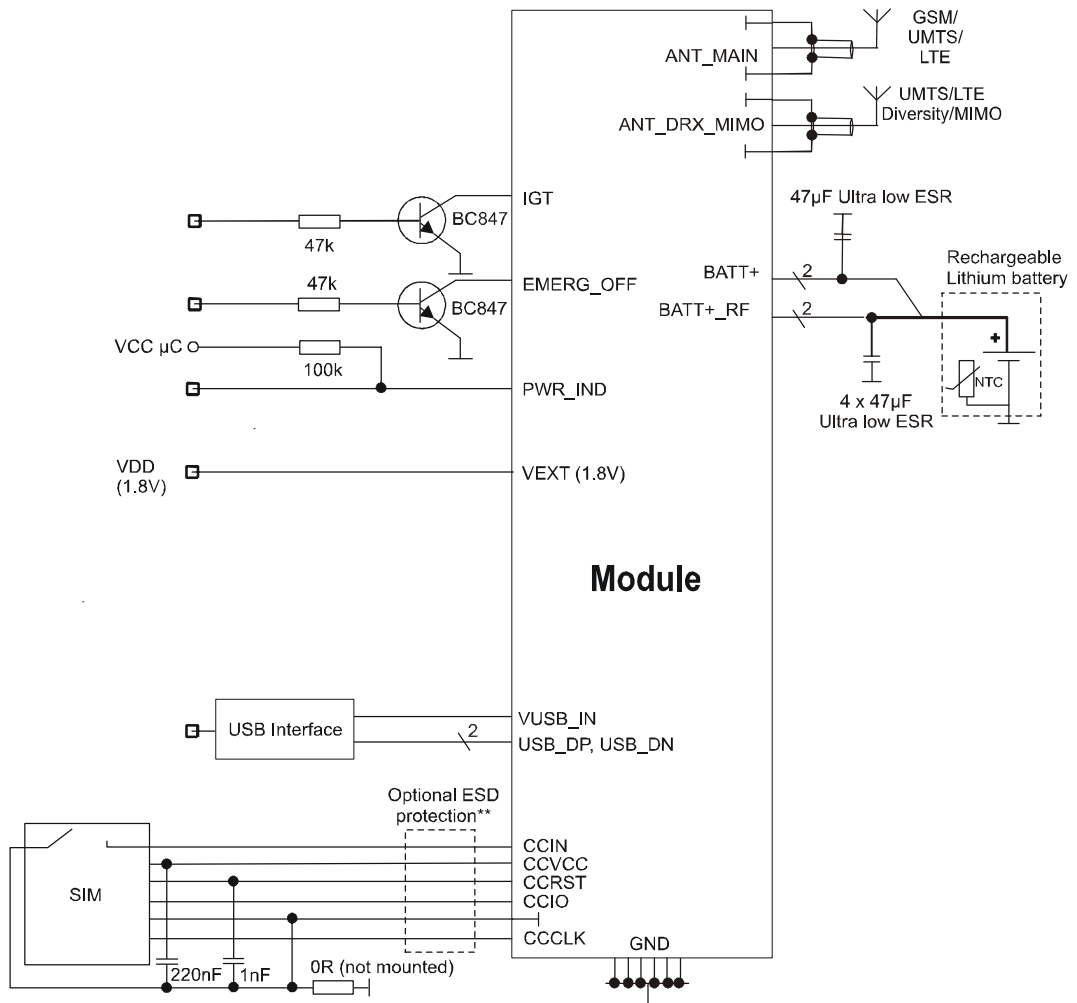 GSM/
UMTS/
LTE
ANT_MAIN
UMTS/LTE
Diversity/MIMO
ANT_DRX_MIMO
IGT
BC847
47k
47µF Ultra low ESR
Rechargeable
Lithium battery
BATT+
2
47k
EMERG_OFF
BC847
BATT+_RF
2
+
VCC µC
100k
NTC
PWR_IND
4 x 47µF
Ultra low ESR
VDD
(1.8V)
VEXT (1.8V)
Module
USB Interface
VUSB_IN
2
USB_DP, USB_DN
Optional ESD
protection**
SIM
CCIN
CCVCC
CCRST
CCIO
CCCLK
GND
220nF
1nF
0R (not mounted)